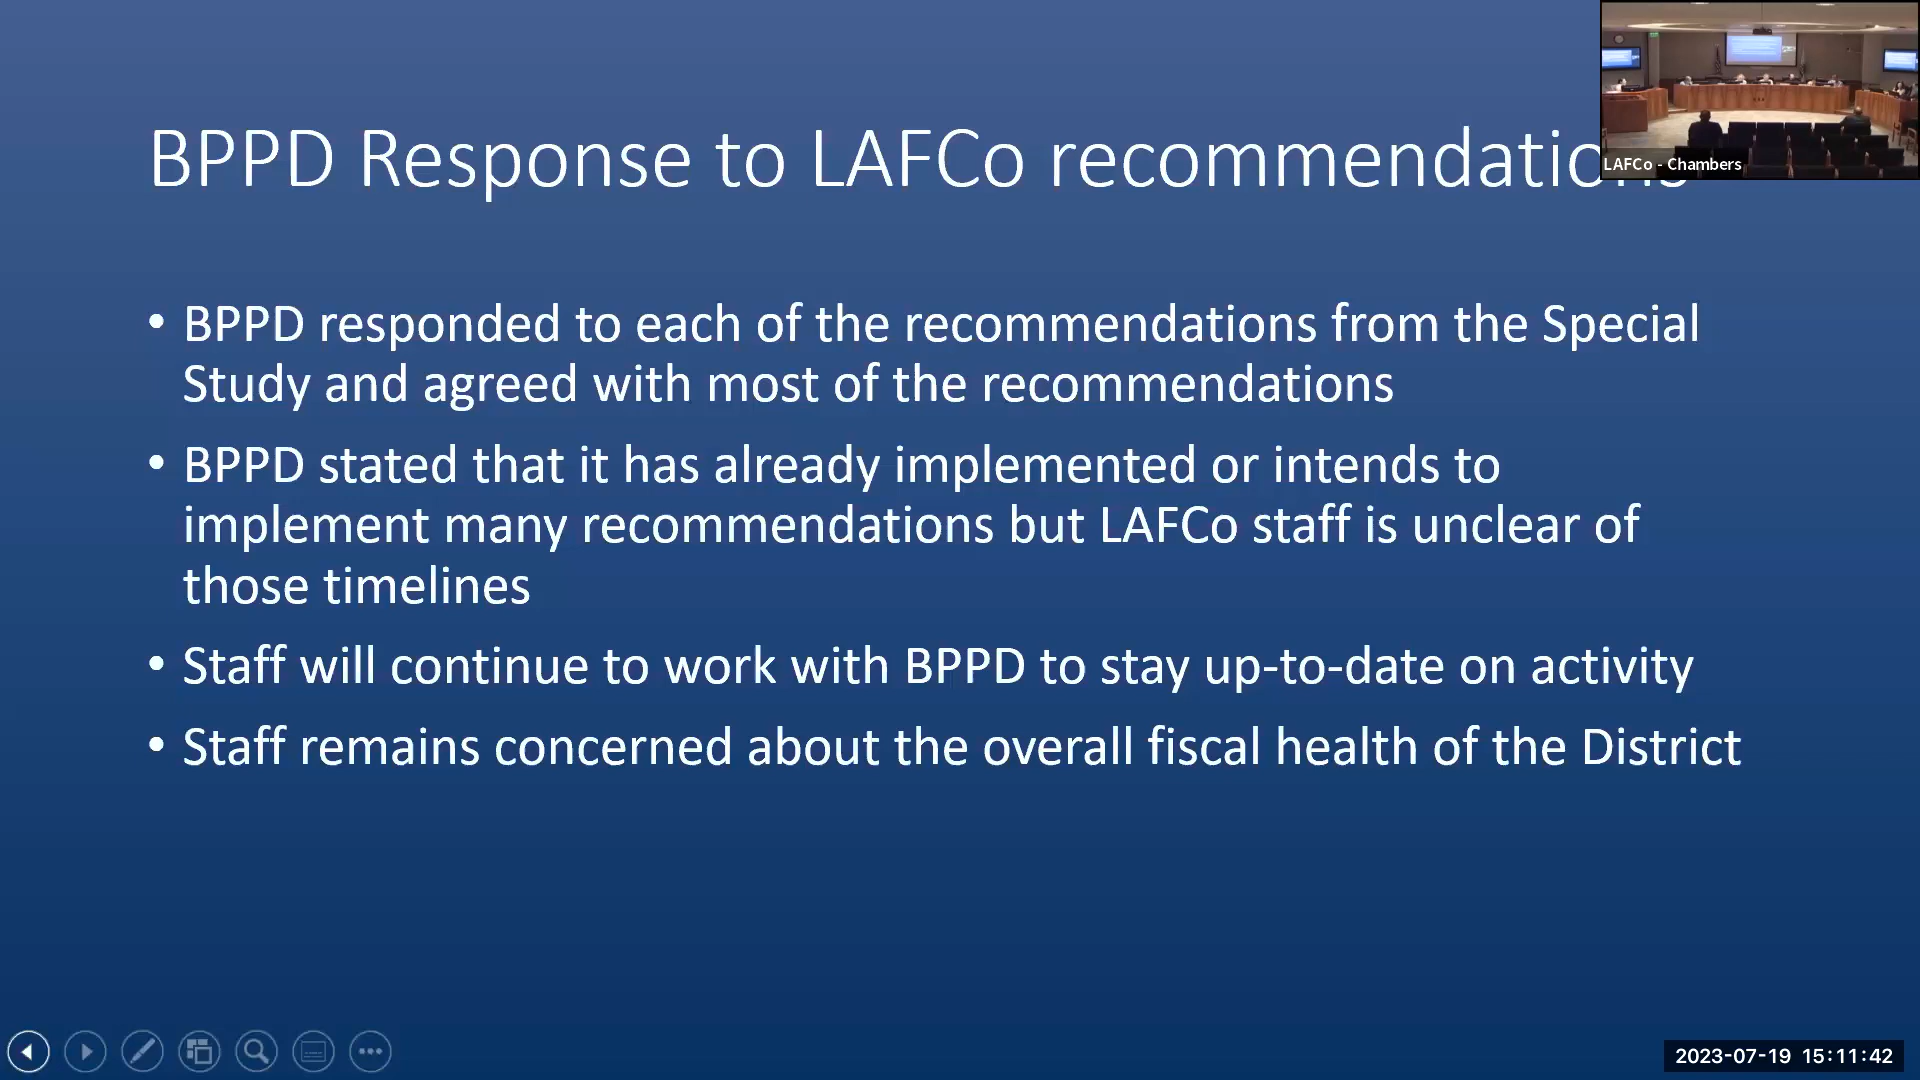 BPPD Response to LAFCo recommendations
LAFCo - Chambers
• BPPD responded to each of the recommendations from the Special
Study and agreed with most of the recommendations
• BPPD stated that it has already implemented or intends to
implement many recommendations but LAFCo staff is unclear of
those timelines
• Staff will continue to work with BPPD to stay up-to-date on activity
• Staff remains concerned about the overall fiscal health of the District
2023-07-19 15:11:42